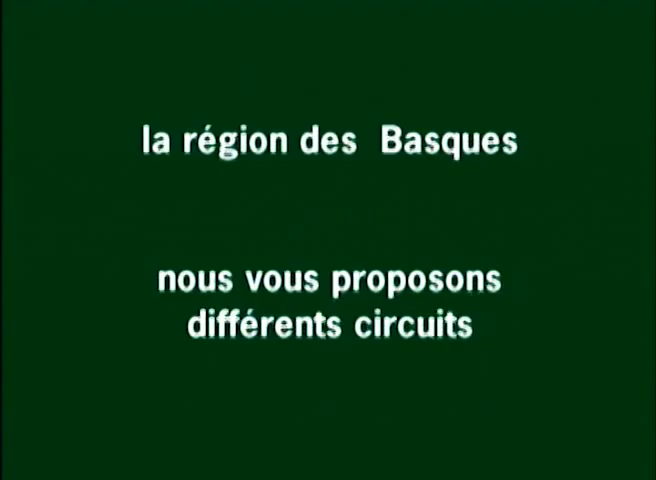 la région des Basques
nous vous proposons
différents circuits